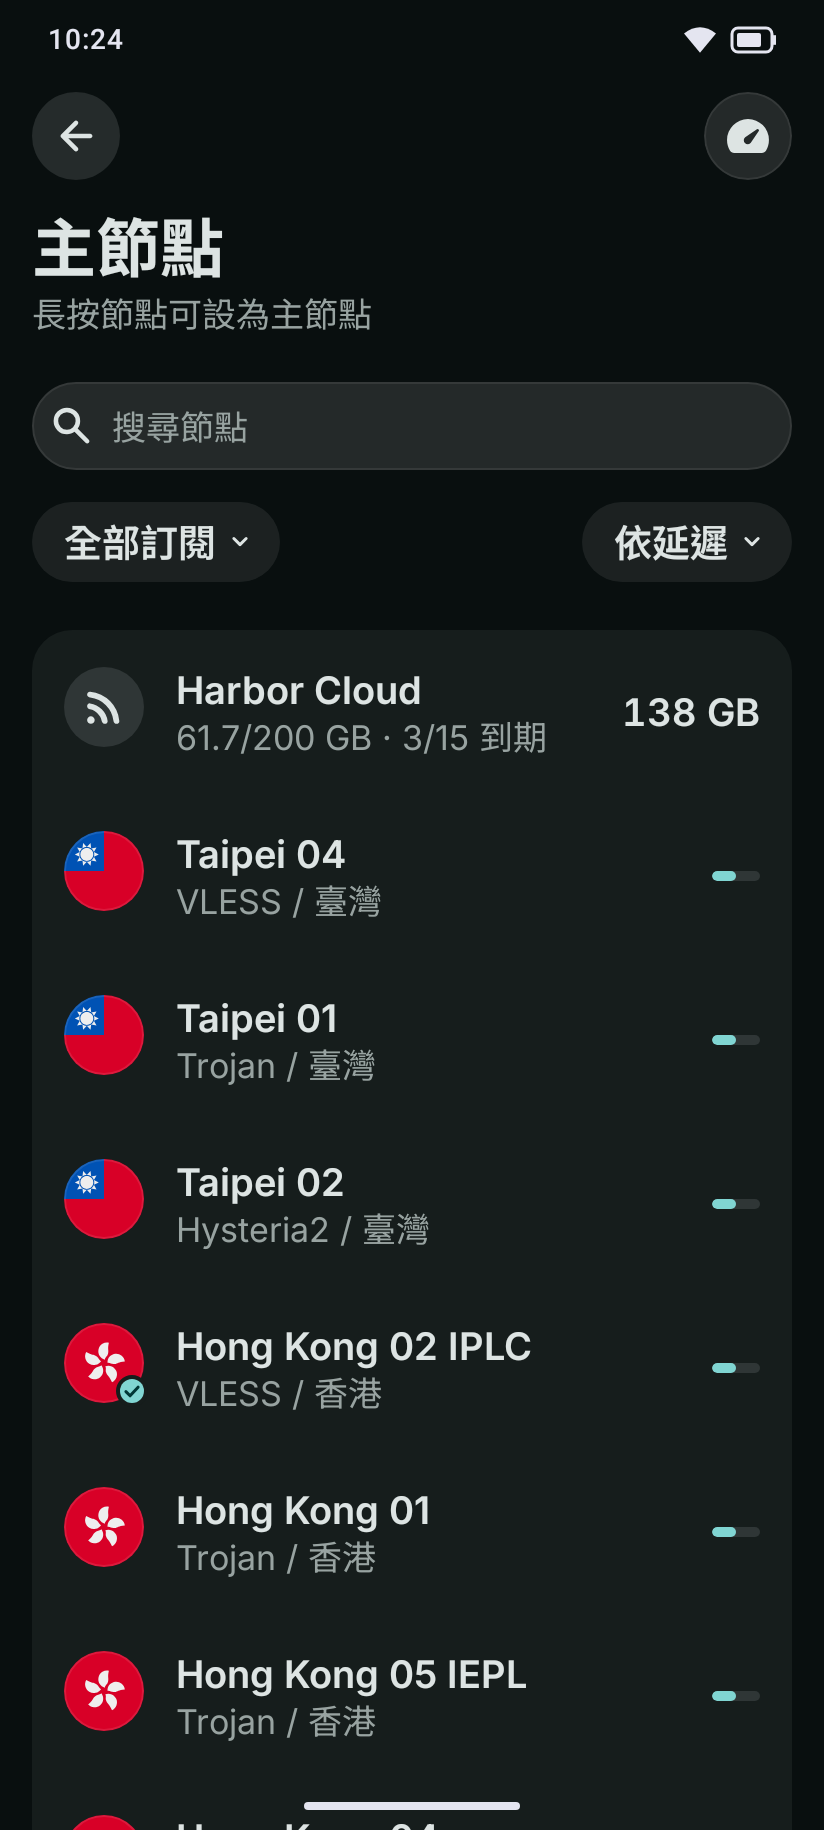 10:24
主節點
長按節點可設為主節點
搜尋節點
全部訂閱
依延遲
Harbor Cloud
61.7/200 GB · 3/15 到期
138 GB
Taipei 04
VLESS / 臺灣
Taipei 01
Trojan / 臺灣
Taipei 02
Hysteria2 / 臺灣
Hong Kong 02 IPLC
VLESS / 香港
Hong Kong 01
Trojan / 香港
Hong Kong 05 IEPL
Trojan / 香港